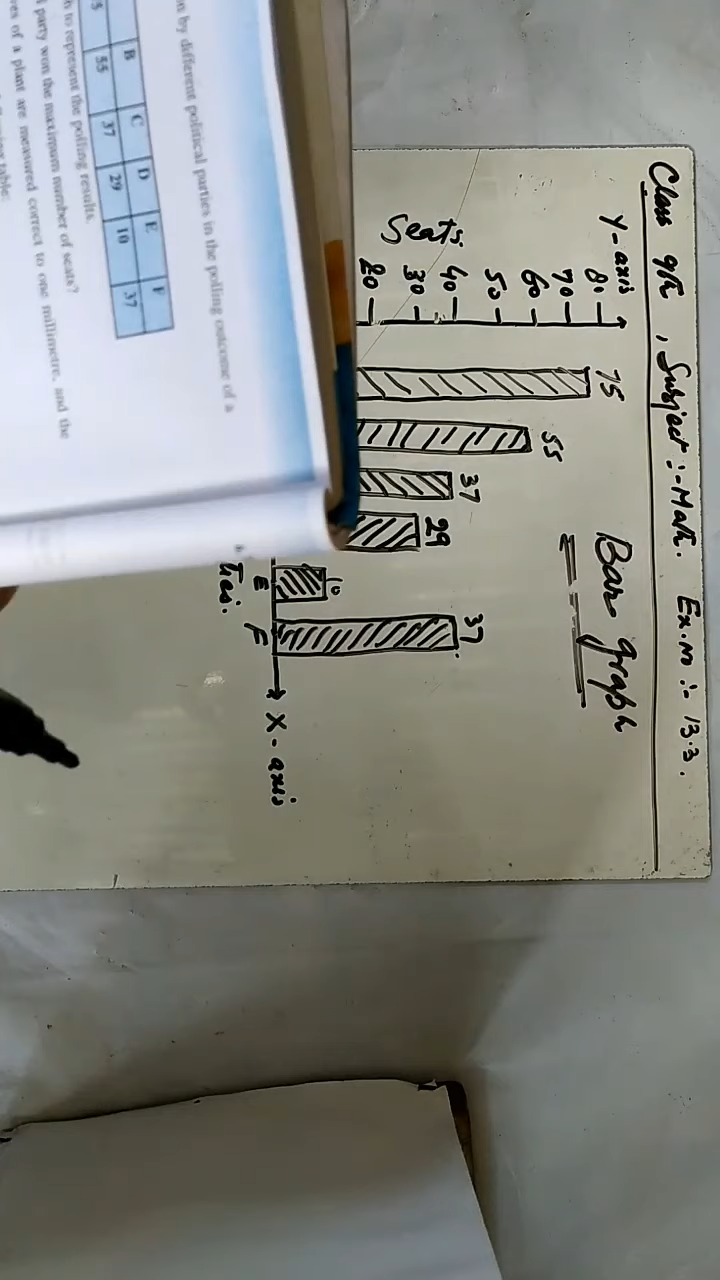 Class 9th, Subject :- Math. Ex.No :- 13.3.
Bar graph
Y-axis
Seats.
80
70
60
50
40
30
20
75
55
37
29
10
37
E F
ties.
X-axis
on by different political parties in the polling outcome of a
B C D E F
55 37 29 10 37
to represent the polling results.
party won the maximum number of seats?
of a plant are measured correct to one millimetre, and the
table: